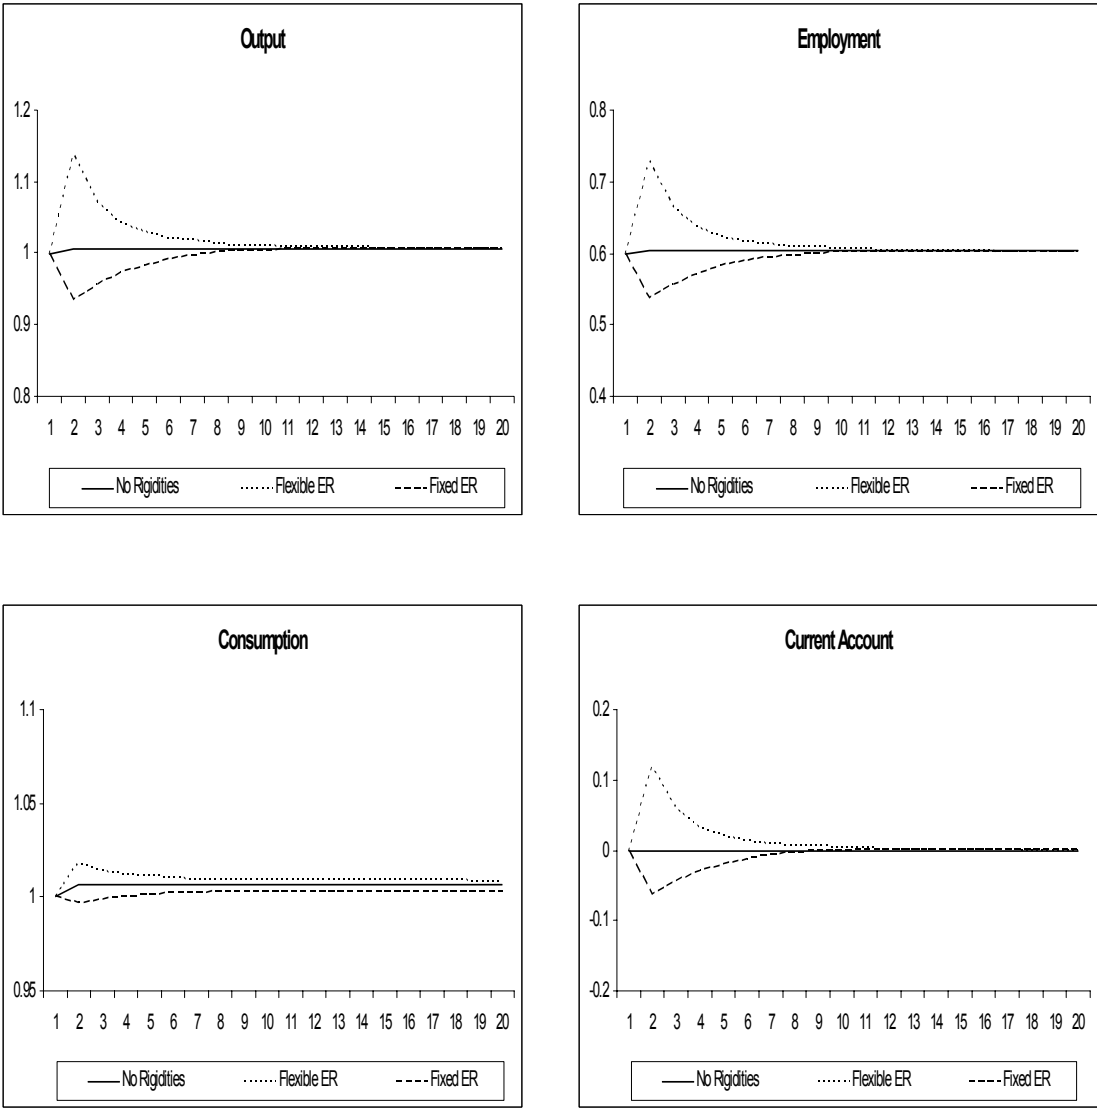 Output
1.2
1.1
1
0.9
0.8
1 2 3 4 5 6 7 8 9 10 11 12 13 14 15 16 17 18 19 20
No Rigidities Flexible ER Fixed ER
Employment
0.8
0.7
0.6
0.5
0.4
1 2 3 4 5 6 7 8 9 10 11 12 13 14 15 16 17 18 19 20
No Rigidities Flexible ER Fixed ER
Consumption
1.1
1.05
1
0.95
1 2 3 4 5 6 7 8 9 10 11 12 13 14 15 16 17 18 19 20
No Rigidities Flexible ER Fixed ER
Current Account
0.2
0.1
0
-0.1
-0.2
1 2 3 4 5 6 7 8 9 10 11 12 13 14 15 16 17 18 19 20
No Rigidities Flexible ER Fixed ER